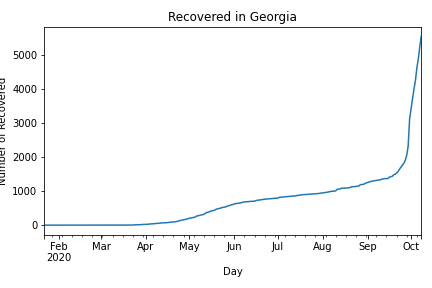 Recovered in Georgia
Number of Recovered
5000
4000
3000
2000
1000
0
Feb
2020
Mar
Apr
May
Jun
Jul
Aug
Sep
Oct
Day